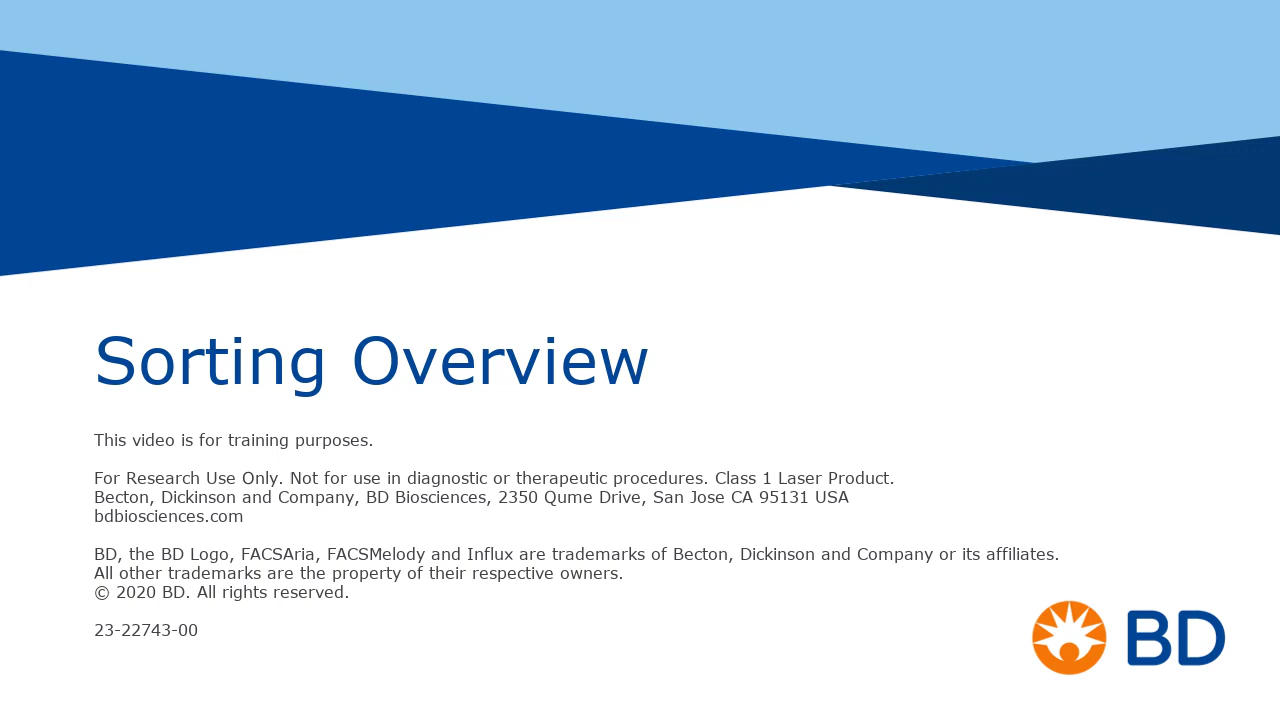 Sorting Overview
This video is for training purposes.
For Research Use Only. Not for use in diagnostic or therapeutic procedures. Class 1 Laser Product.
Becton, Dickinson and Company, BD Biosciences, 2350 Qume Drive, San Jose CA 95131 USA
bdbiosciences.com
BD, the BD Logo, FACSAria, FACSMelody and Influx are trademarks of Becton, Dickinson and Company or its affiliates.
All other trademarks are the property of their respective owners.
© 2020 BD. All rights reserved.
23-22743-00
BD